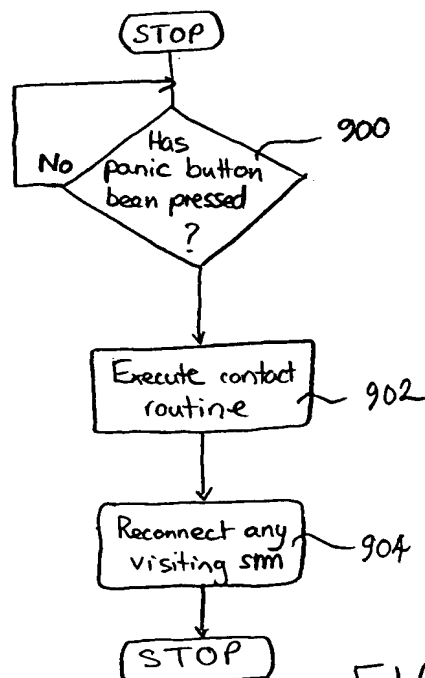 STOP
Has
panic button
been pressed
?
900
No
Execute contact
routine
902
Reconnect any
visiting sim
904
STOP